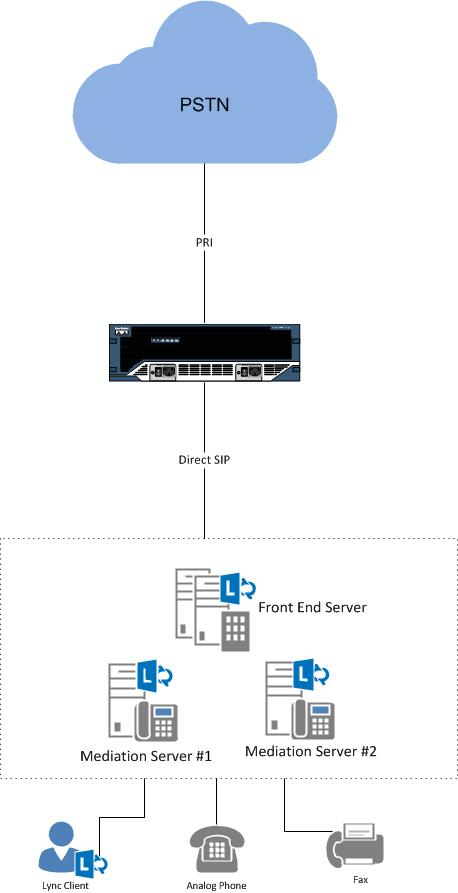 PSTN
PRI
Direct SIP
L
Front End Server
L
L
Mediation Server #1
Mediation Server #2
L
Lync Client
Analog Phone
Fax